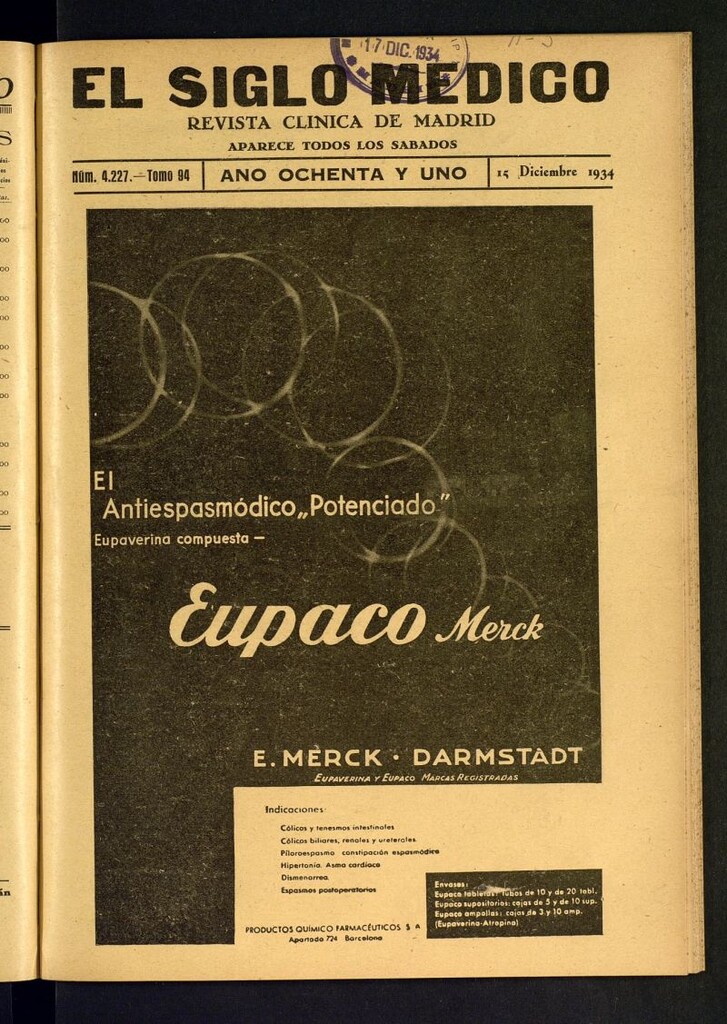 17 DIC. 1934
EL SIGLO MEDICO
REVISTA CLINICA DE MADRID
APARECE TODOS LOS SABADOS
Núm. 4.227.—Tomo 94
ANO OCHENTA Y UNO
15 Diciembre 1934
El
Antiespasmódico „Potenciado”
Eupaverina compuesta —
Eupaco Merck
E. MERCK · DARMSTADT
EUPAVERINA Y EUPACO MARCAS REGISTRADAS
Indicaciones:
Cólicos y tenesmos intestinales
Cólicos biliares, renales y ureterales
Píloroespasmo constipación espasmódica
Hipertonía. Asma cardiaco
Dismenorrea
Espasmos postoperatorios
Envases:
Eupaco tabletas: tubos de 10 y de 20 tabl.
Eupaco supositorios: cajas de 5 y de 10 sup.
Eupaco ampollas: cajas de 3 y 10 amp.
(Eupaverina-Atropina)
PRODUCTOS QUÍMICO FARMACÉUTICOS S A
Apartado 724 Barcelona